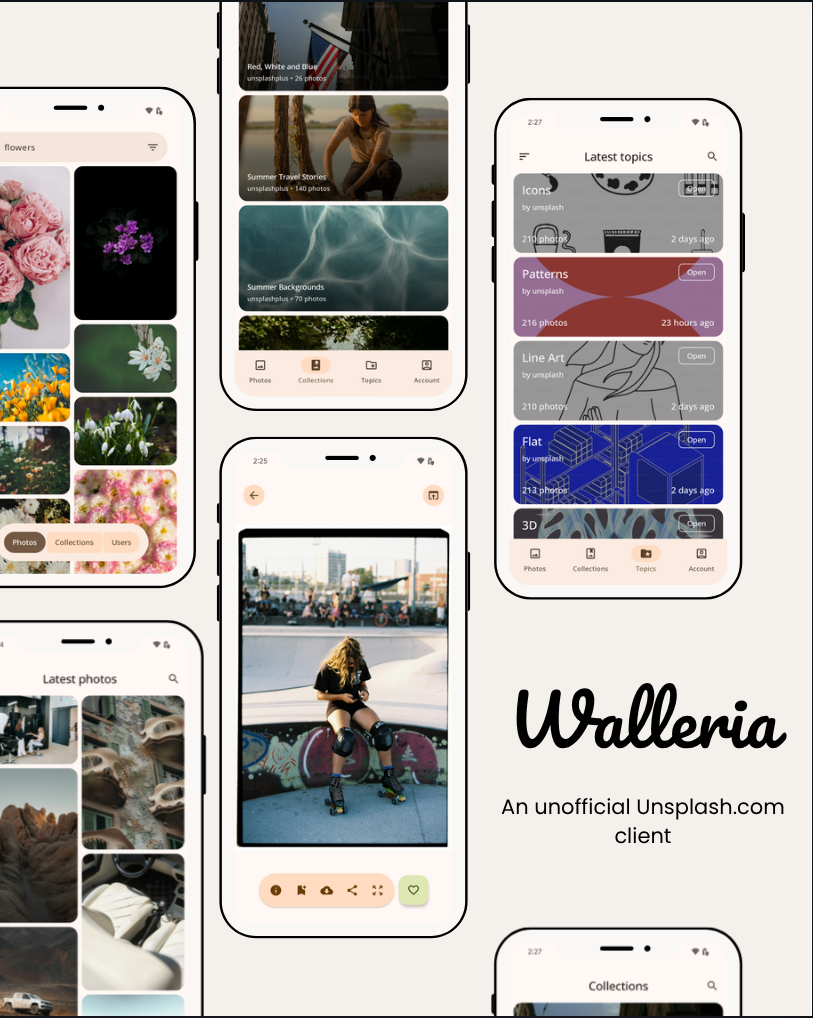 flowers
Photos
Collections
Users
4
Latest photos
Red, White and Blue
unsplashplus • 26 photos
Summer Travel Stories
unsplashplus • 140 photos
Summer Backgrounds
unsplashplus • 70 photos
Photos
Collections
Topics
Account
2:25
2:27
Latest topics
Icons
Open
by unsplash
210 photos
2 days ago
Patterns
Open
by unsplash
216 photos
23 hours ago
Line Art
Open
by unsplash
210 photos
2 days ago
Flat
Open
by unsplash
213 photos
2 days ago
3D
Open
Photos
Collections
Topics
Account
Walleria
An unofficial Unsplash.com
client
2:27
Collections